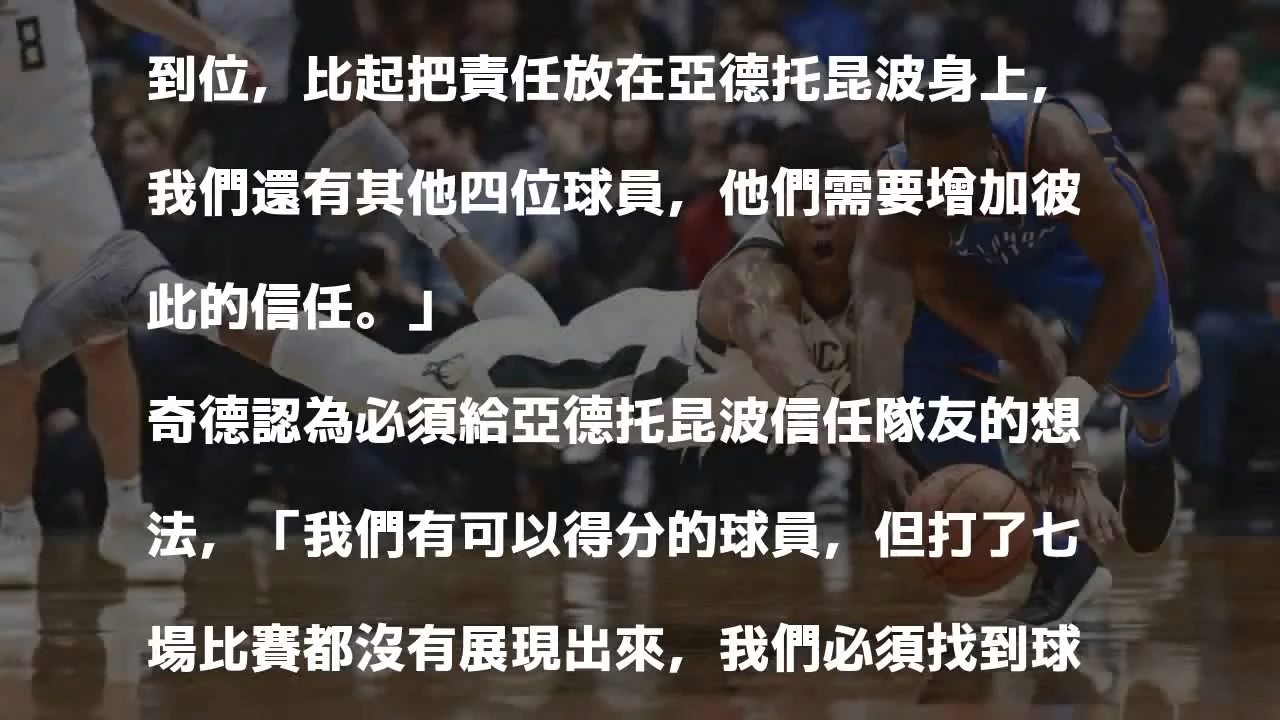 到位，比起把責任放在亞德托昆波身上，
我們還有其他四位球員，他們需要增加彼
此的信任。」
奇德認為必須給亞德托昆波信任隊友的想
法，「我們有可以得分的球員，但打了七
場比賽都沒有展現出來，我們必須找到球
8